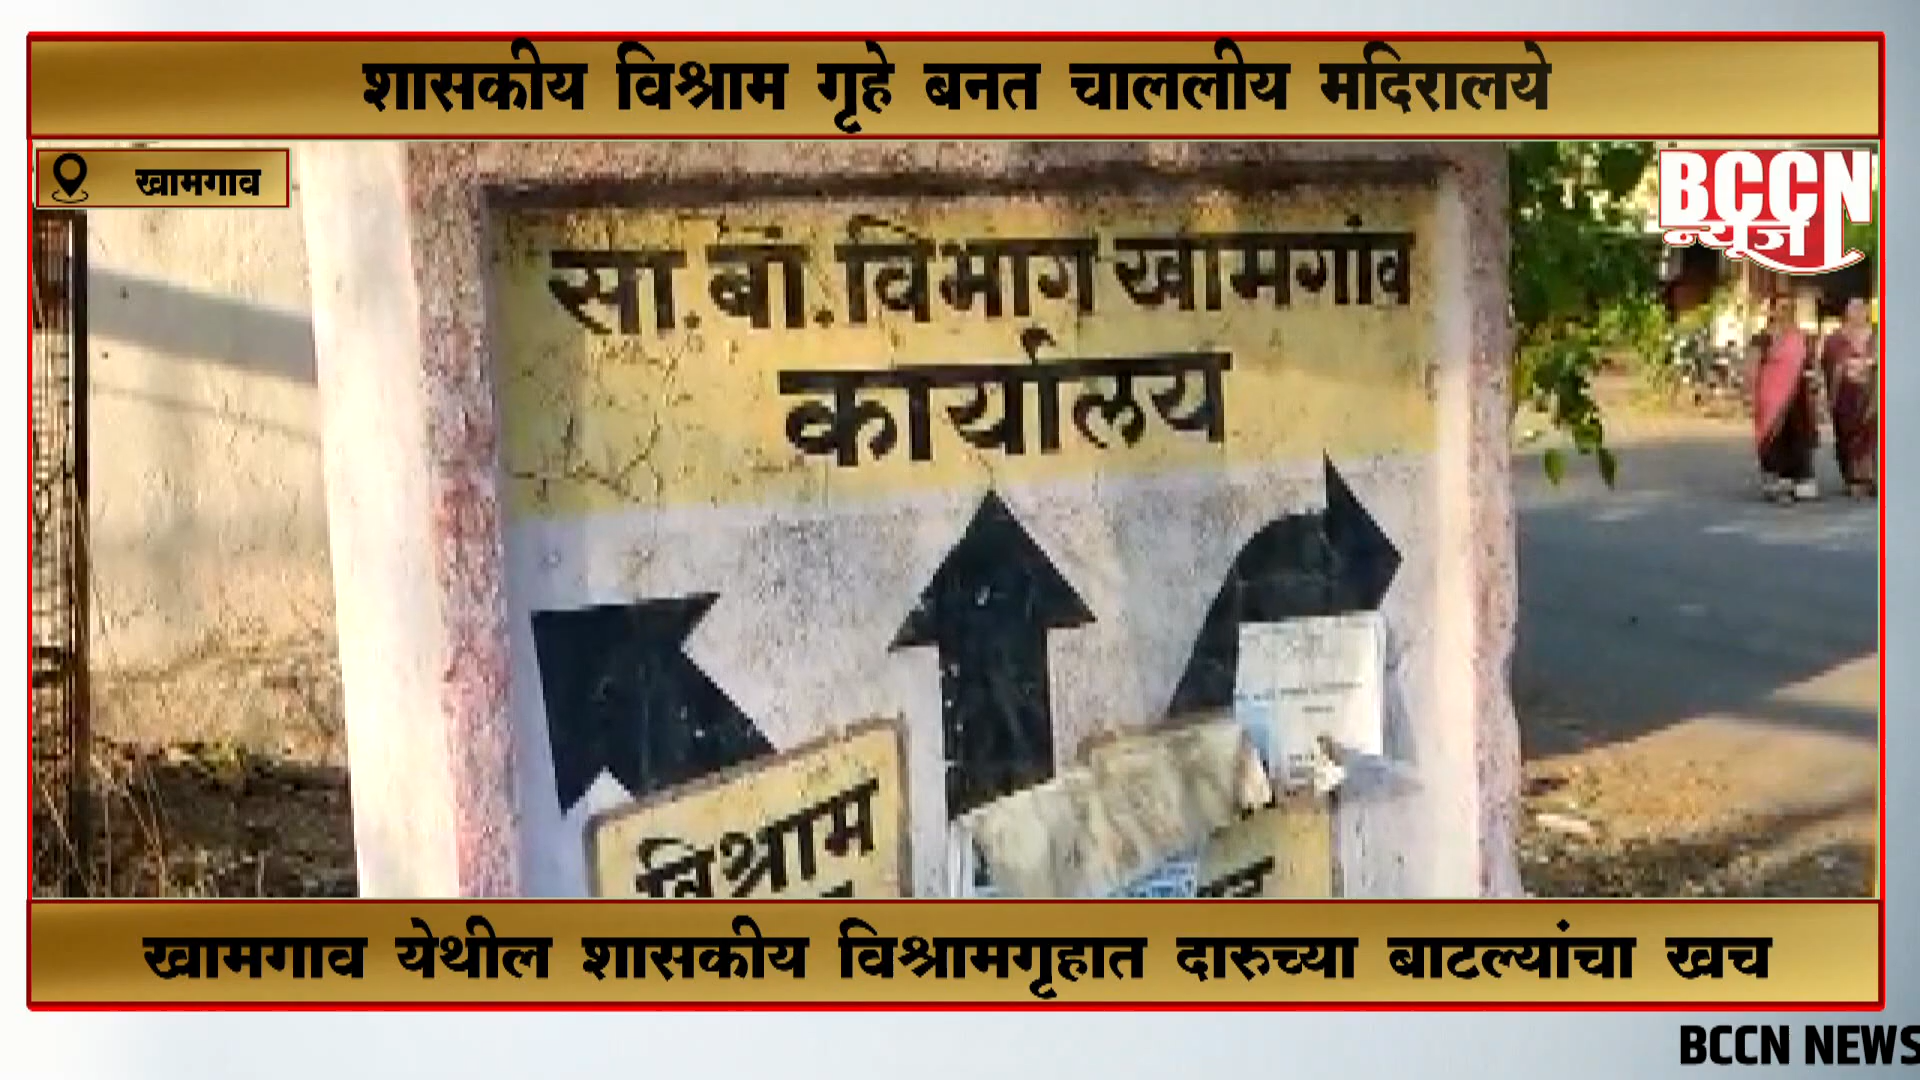 शासकीय विश्राम गृहे बनत चाललीय मदिरालये
खामगाव
BCCN
न्यूज
सा.बां.विभाग खामगांव
कार्यालय
विश्राम
खामगाव येथील शासकीय विश्रामगृहात दारुच्या बाटल्यांचा खच
BCCN NEWS